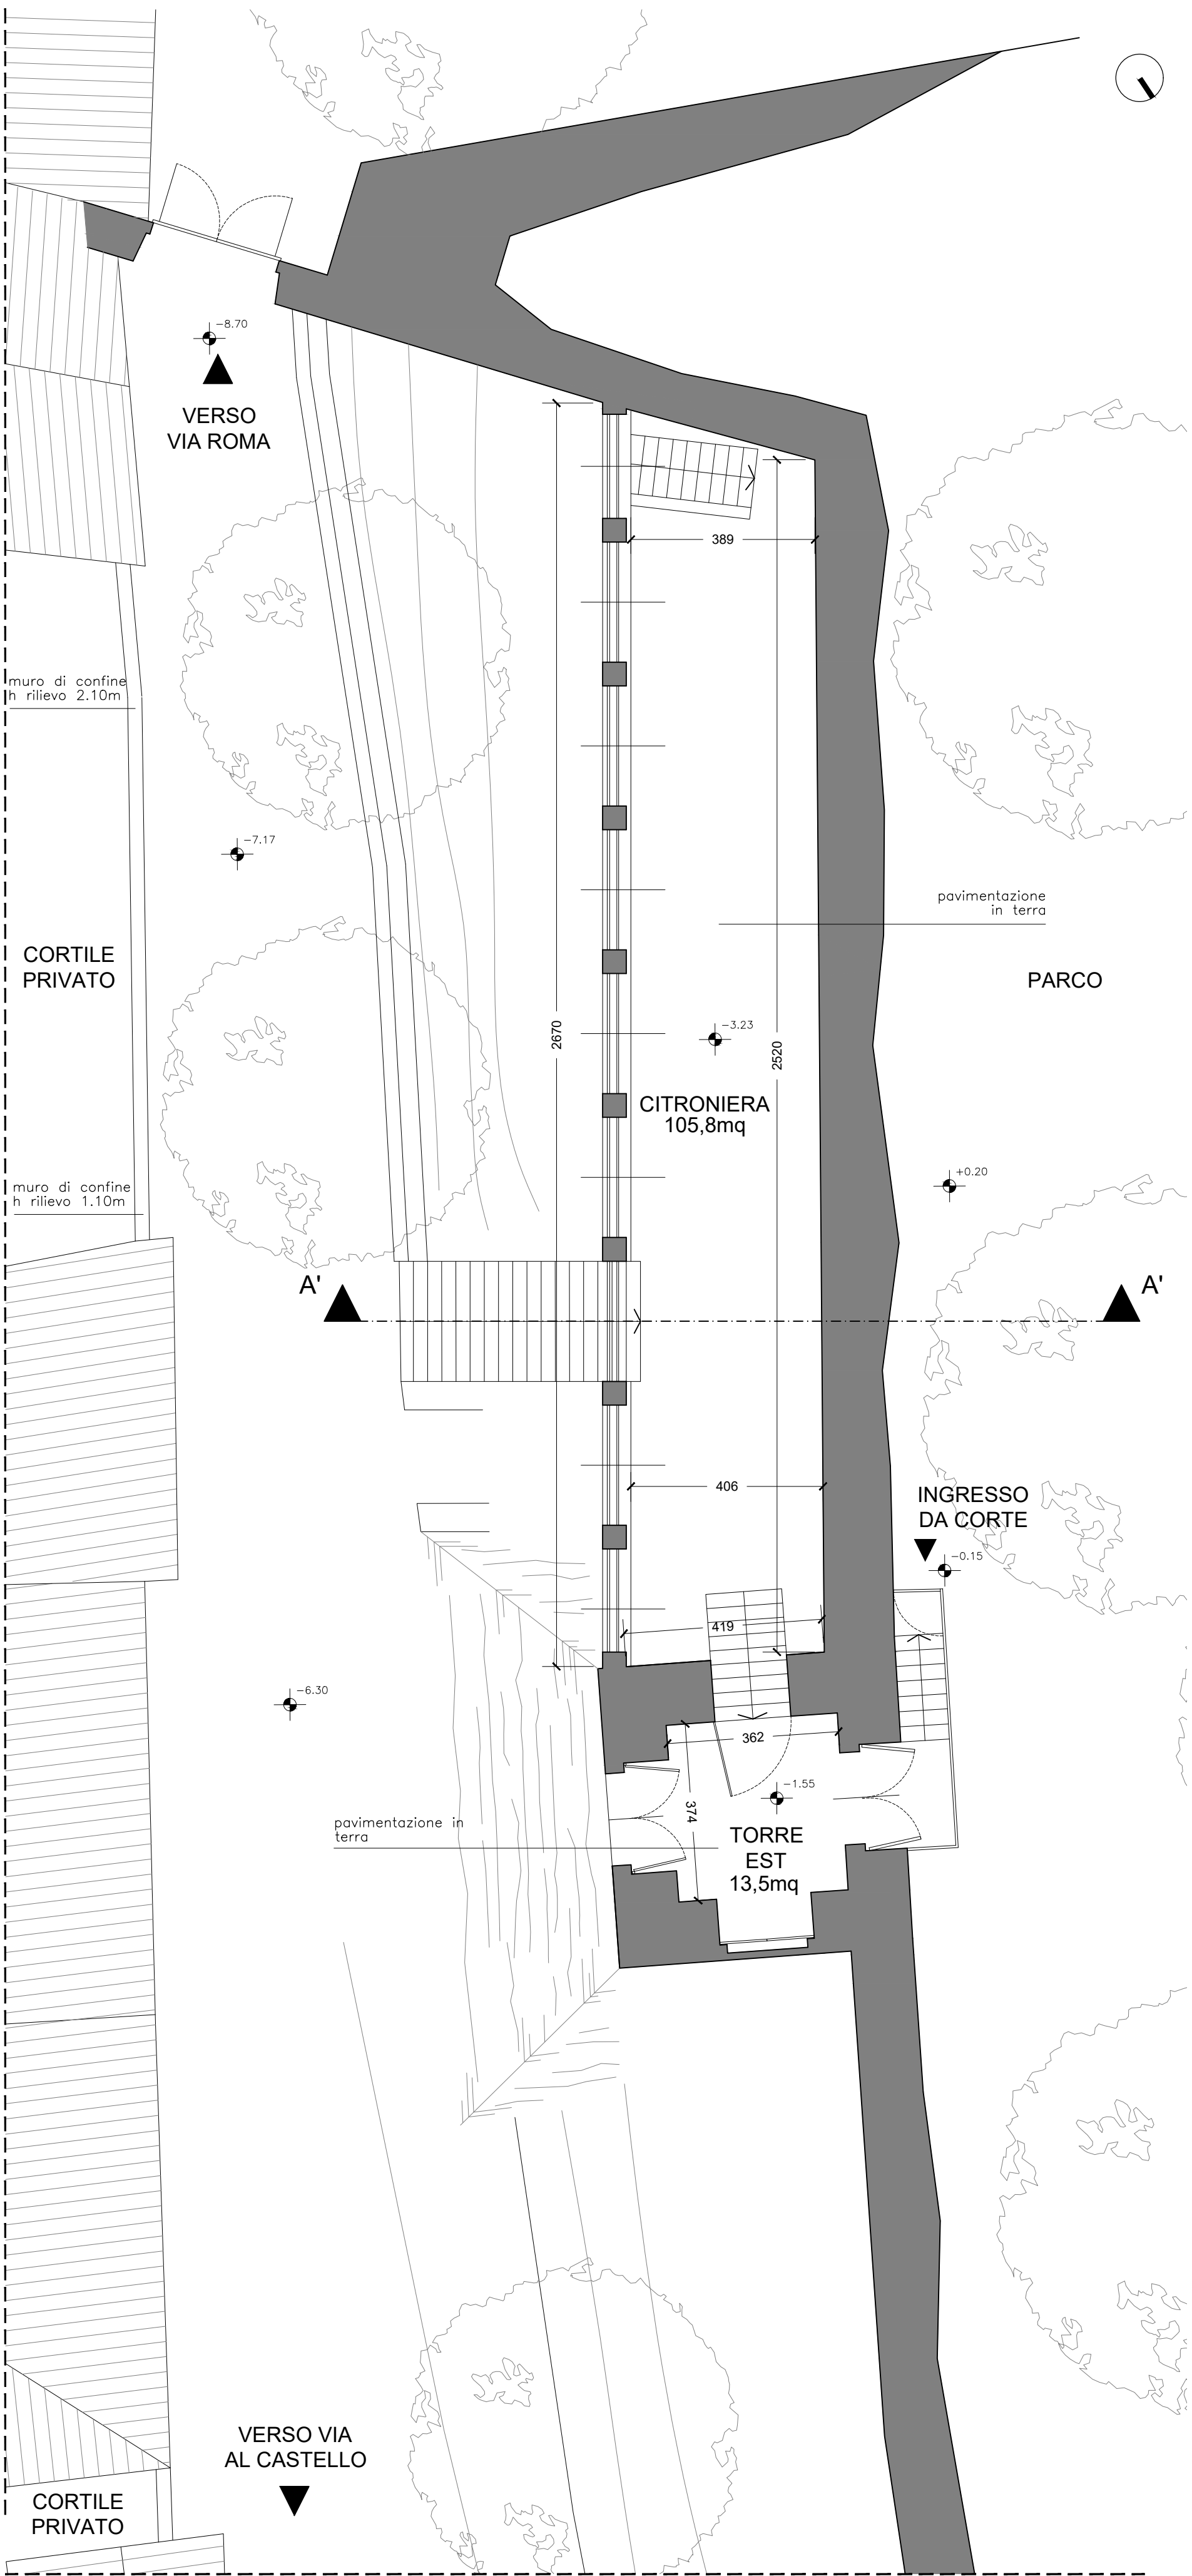 -8.70
VERSO
VIA ROMA
389
muro di confine
h rilievo 2.10m
-7.17
pavimentazione
in terra
CORTILE
PRIVATO
PARCO
2670
-3.23
2520
CITRONIERA
105,8mq
+0.20
muro di confine
h rilievo 1.10m
A'
A'
406
INGRESSO
DA CORTE
-0.15
419
-6.30
362
-1.55
374
pavimentazione in
terra
TORRE
EST
13,5mq
VERSO VIA
AL CASTELLO
CORTILE
PRIVATO